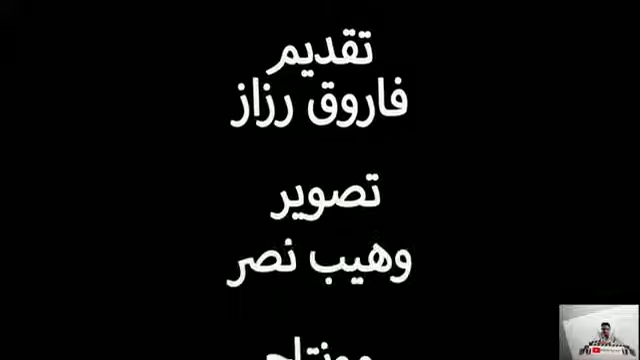 تقديم
فاروق رزاز
تصوير
وهيب نصر